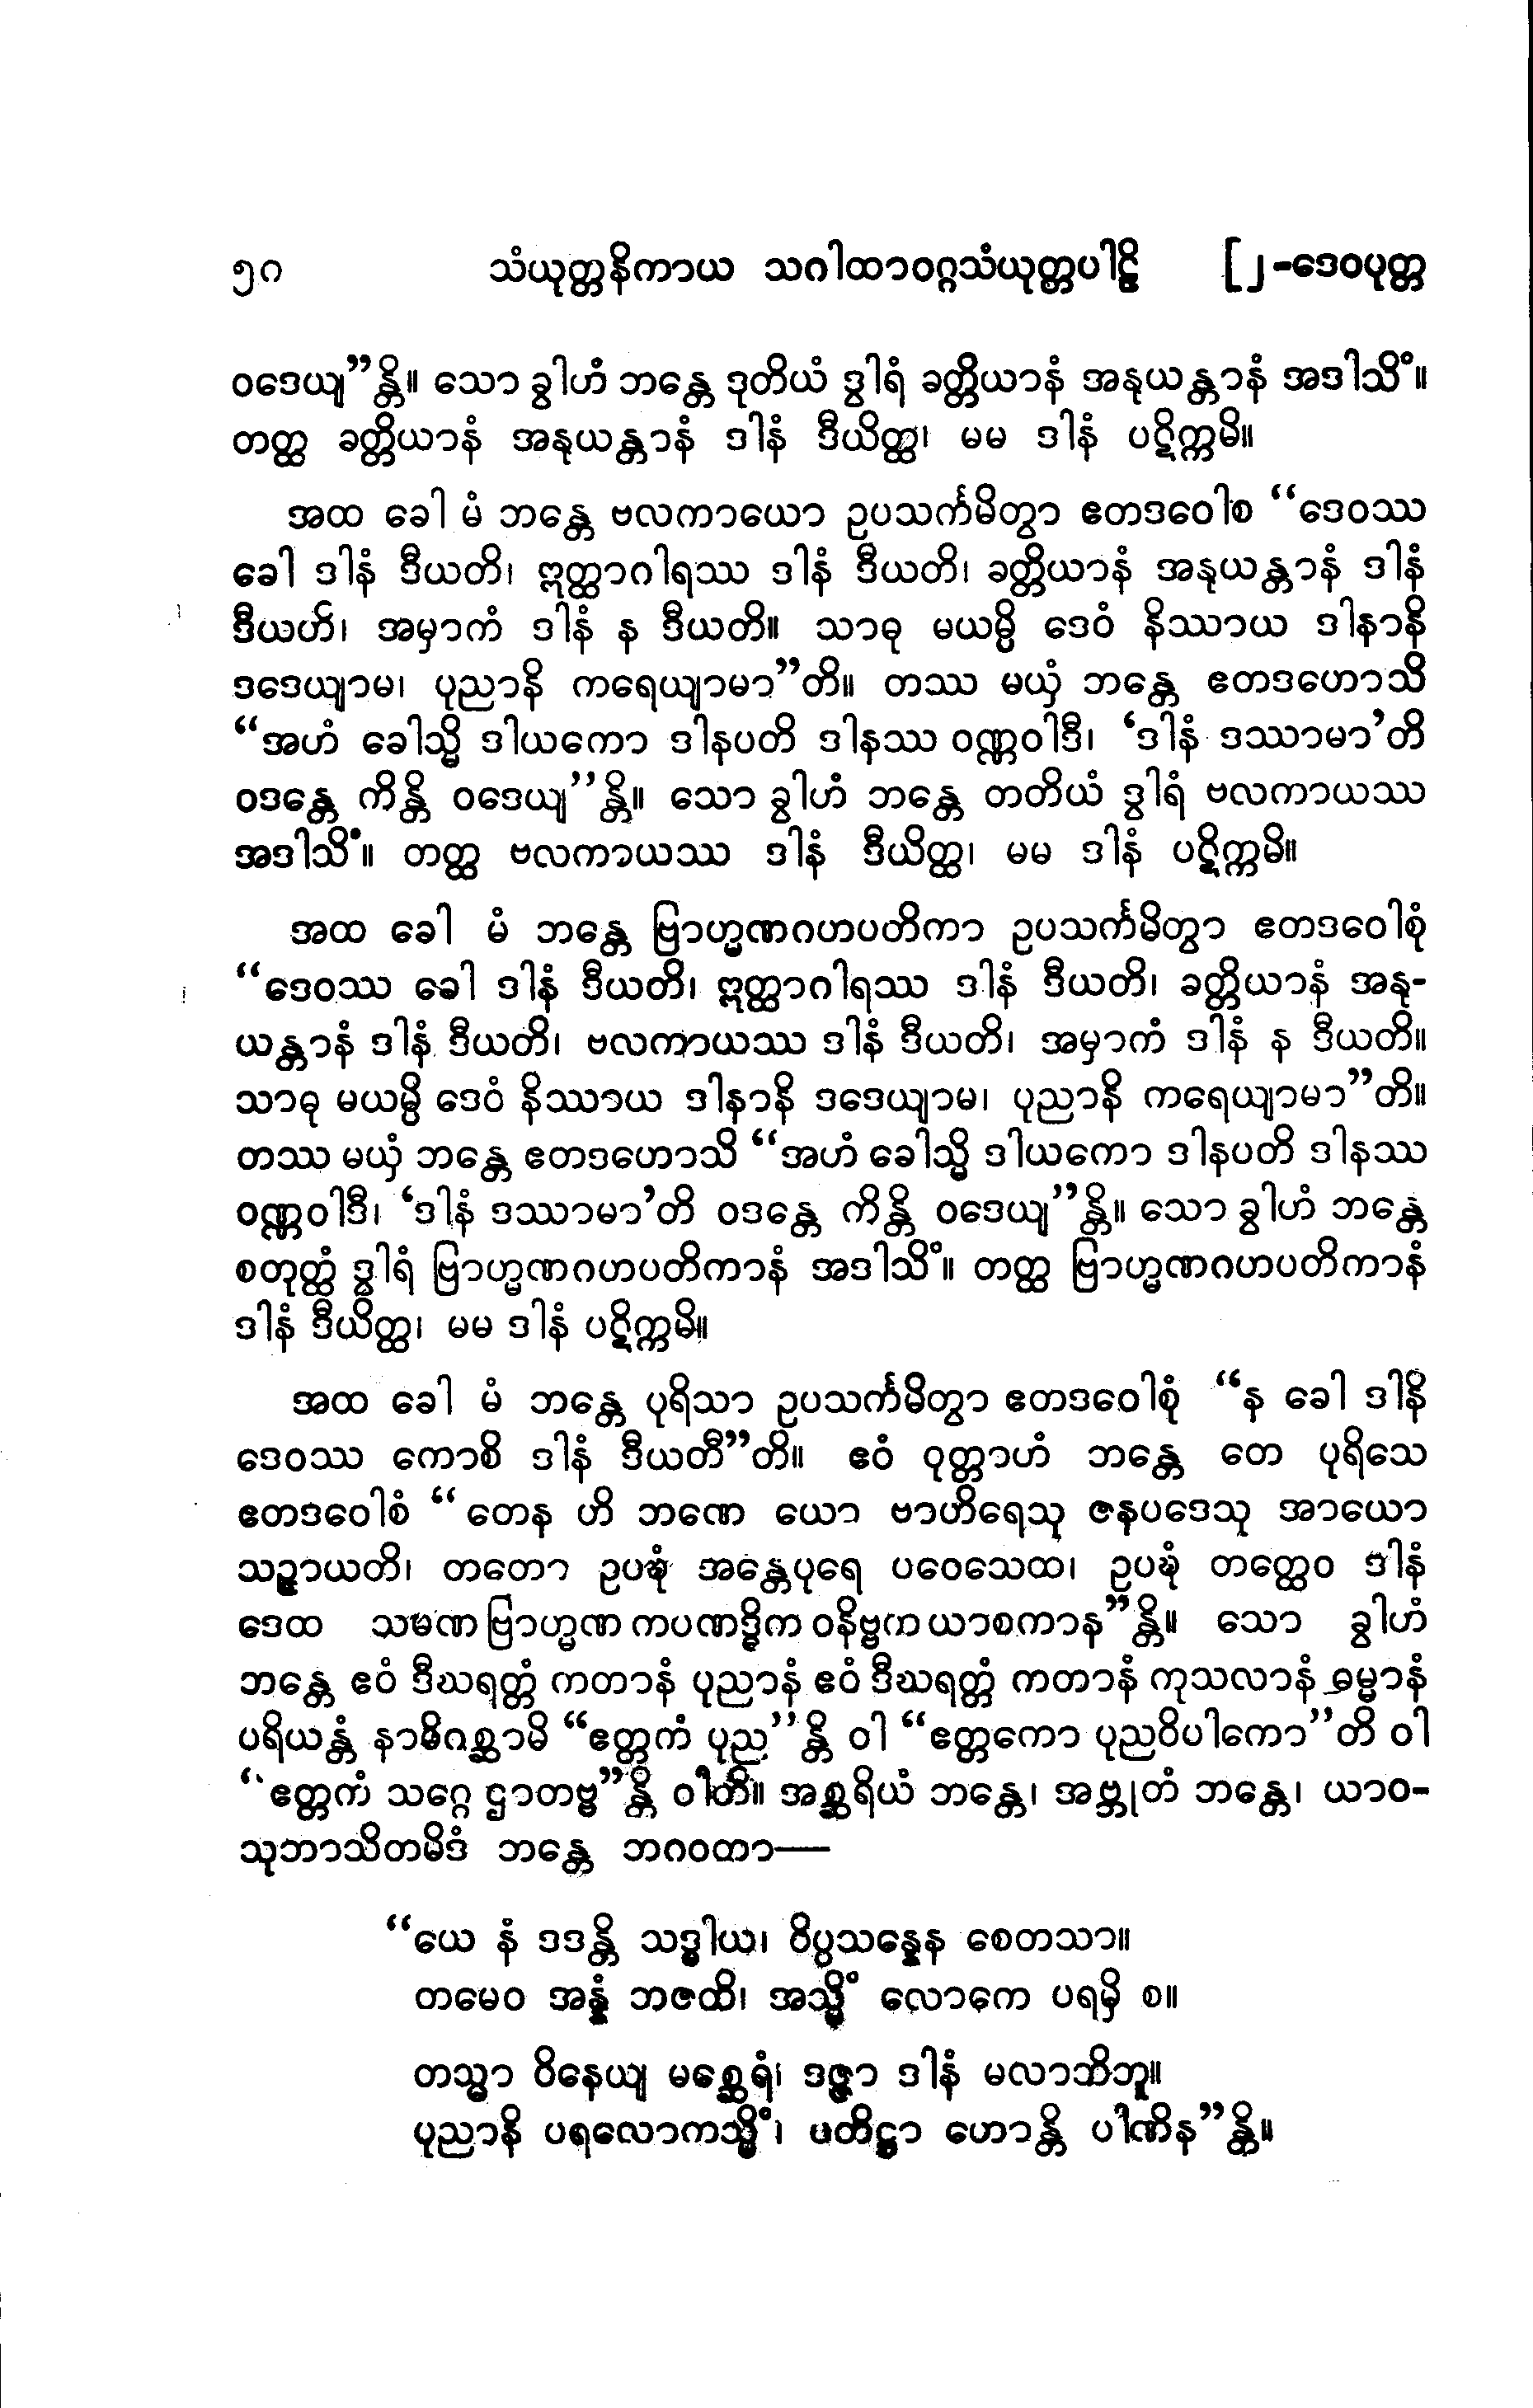 ၅၈ သံယုတ္တနိကာယ သဂါထာဝဂ္ဂသံယုတ္တပါဠိ [၂-ဒေဝပုတ္တ
ဝဒေယျ”န္တိ။ သော ခွါဟံ ဘန္တေ ဒုတိယံ ဒွါရံ ခတ္တိယာနံ အနုယန္တာနံ အဒါသိံ။
တတ္ထ ခတ္တိယာနံ အနုယန္တာနံ ဒါနံ ဒီယိတ္ထ၊ မမ ဒါနံ ပဋိက္ကမိ။
အထ ခေါ မံ ဘန္တေ ဗလကာယော ဥပသင်္ကမိတွာ ဧတဒဝေါစ “ဒေဝဿ
ခေါ ဒါနံ ဒီယတိ၊ ဣတ္ထာဂါရဿ ဒါနံ ဒီယတိ၊ ခတ္တိယာနံ အနုယန္တာနံ ဒါနံ
ဒီယတိ၊ အမှာကံ ဒါနံ န ဒီယတိ။ သာဓု မယမ္ပိ ဒေဝံ နိဿာယ ဒါနာနိ
ဒဒေယျာမ၊ ပုညာနိ ကရေယျာမာ”တိ။ တဿ မယှံ ဘန္တေ ဧတဒဟောသိ
“အဟံ ခေါသ္မိ ဒါယကော ဒါနပတိ ဒါနဿ ဝဏ္ဏဝါဒီ၊ ‘ဒါနံ ဒဿာမာ’တိ
ဝဒန္တေ ကိန္တိ ဝဒေယျ”န္တိ။ သော ခွါဟံ ဘန္တေ တတိယံ ဒွါရံ ဗလကာယဿ
အဒါသိံ။ တတ္ထ ဗလကာယဿ ဒါနံ ဒီယိတ္ထ၊ မမ ဒါနံ ပဋိက္ကမိ။
အထ ခေါ မံ ဘန္တေ ဗြာဟ္မဏဂဟပတိကာ ဥပသင်္ကမိတွာ ဧတဒဝေါစုံ
“ဒေဝဿ ခေါ ဒါနံ ဒီယတိ၊ ဣတ္ထာဂါရဿ ဒါနံ ဒီယတိ၊ ခတ္တိယာနံ အနု-
ယန္တာနံ ဒါနံ ဒီယတိ၊ ဗလကာယဿ ဒါနံ ဒီယတိ၊ အမှာကံ ဒါနံ န ဒီယတိ။
သာဓု မယမ္ပိ ဒေဝံ နိဿာယ ဒါနာနိ ဒဒေယျာမ၊ ပုညာနိ ကရေယျာမာ”တိ။
တဿ မယှံ ဘန္တေ ဧတဒဟောသိ “အဟံ ခေါသ္မိ ဒါယကော ဒါနပတိ ဒါနဿ
ဝဏ္ဏဝါဒီ၊ ‘ဒါနံ ဒဿာမာ’တိ ဝဒန္တေ ကိန္တိ ဝဒေယျ”န္တိ။ သော ခွါဟံ ဘန္တေ
စတုတ္ထံ ဒွါရံ ဗြာဟ္မဏဂဟပတိကာနံ အဒါသိံ။ တတ္ထ ဗြာဟ္မဏဂဟပတိကာနံ
ဒါနံ ဒီယိတ္ထ၊ မမ ဒါနံ ပဋိက္ကမိ။
အထ ခေါ မံ ဘန္တေ ပုရိသာ ဥပသင်္ကမိတွာ ဧတဒဝေါစုံ “န ခေါ ဒါနိ
ဒေဝဿ ကောစိ ဒါနံ ဒီယတီ”တိ။ ဧဝံ ဝုတ္တာဟံ ဘန္တေ တေ ပုရိသေ
ဧတဒဝေါစံ “တေန ဟိ ဘဏေ ယော ဗာဟိရေသု ဇနပဒေသု အာယော
သဉ္ဇာယတိ၊ တတော ဥပဍ္ဎံ အန္တေပုရေ ပဝေသေထ၊ ဥပဍ္ဎံ တတ္ထေဝ ဒါနံ
ဒေထ သမဏ ဗြာဟ္မဏ ကပဏဒ္ဓိက ဝနိဗ္ဗက ယာစကာန”န္တိ။ သော ခွါဟံ
ဘန္တေ ဧဝံ ဒီဃရတ္တံ ကတာနံ ပုညာနံ ဧဝံ ဒီဃရတ္တံ ကတာနံ ကုသလာနံ ဓမ္မာနံ
ပရိယန္တံ နာဓိဂစ္ဆာမိ “ဧတ္တကံ ပုည”န္တိ ဝါ “ဧတ္တကော ပုညဝိပါကော”တိ ဝါ
“ဧတ္တကံ သဂ္ဂေ ဌာတဗ္ဗ”န္တိ ဝါတိ။ အစ္ဆရိယံ ဘန္တေ၊ အဗ္ဘုတံ ဘန္တေ၊ ယာဝ-
သုဘာသိတမိဒံ ဘန္တေ ဘဂဝတာ—
“ယေ နံ ဒဒန္တိ သဒ္ဓါယ၊ ဝိပ္ပသန္နေန စေတသာ။
တမေဝ အန္နံ ဘဇတိ၊ အသ္မိံ လောကေ ပရမှိ စ။
တသ္မာ ဝိနေယျ မစ္ဆေရံ၊ ဒဇ္ဇာ ဒါနံ မလာဘိဘူ။
ပုညာနိ ပရလောကသ္မိံ၊ ပတိဋ္ဌာ ဟောန္တိ ပါဏိန”န္တိ။